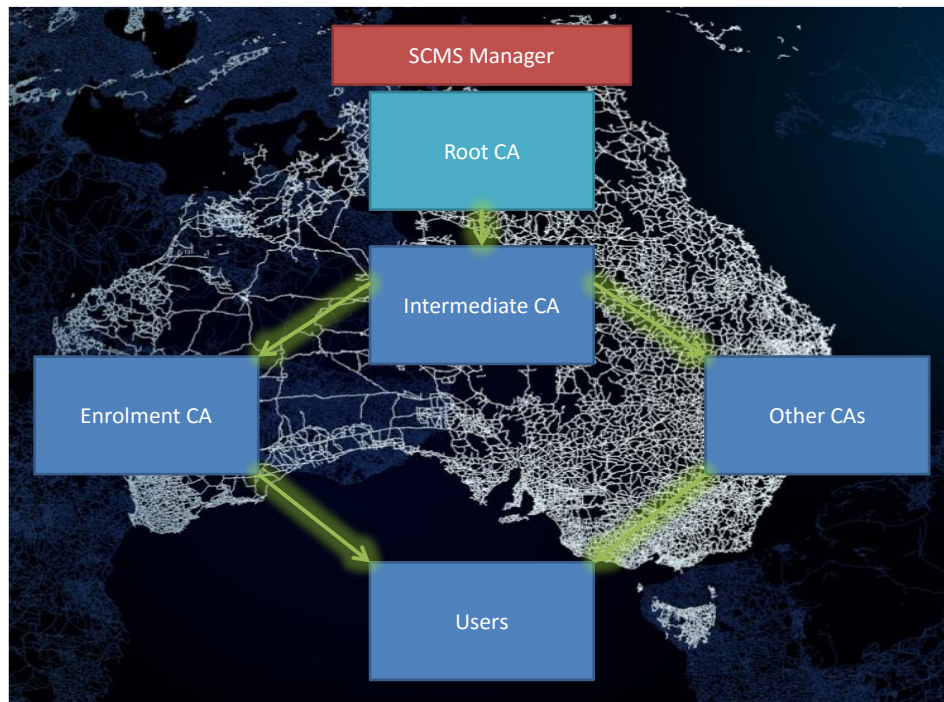 SCMS Manager
Root CA
Intermediate CA
Enrolment CA
Other CAs
Users